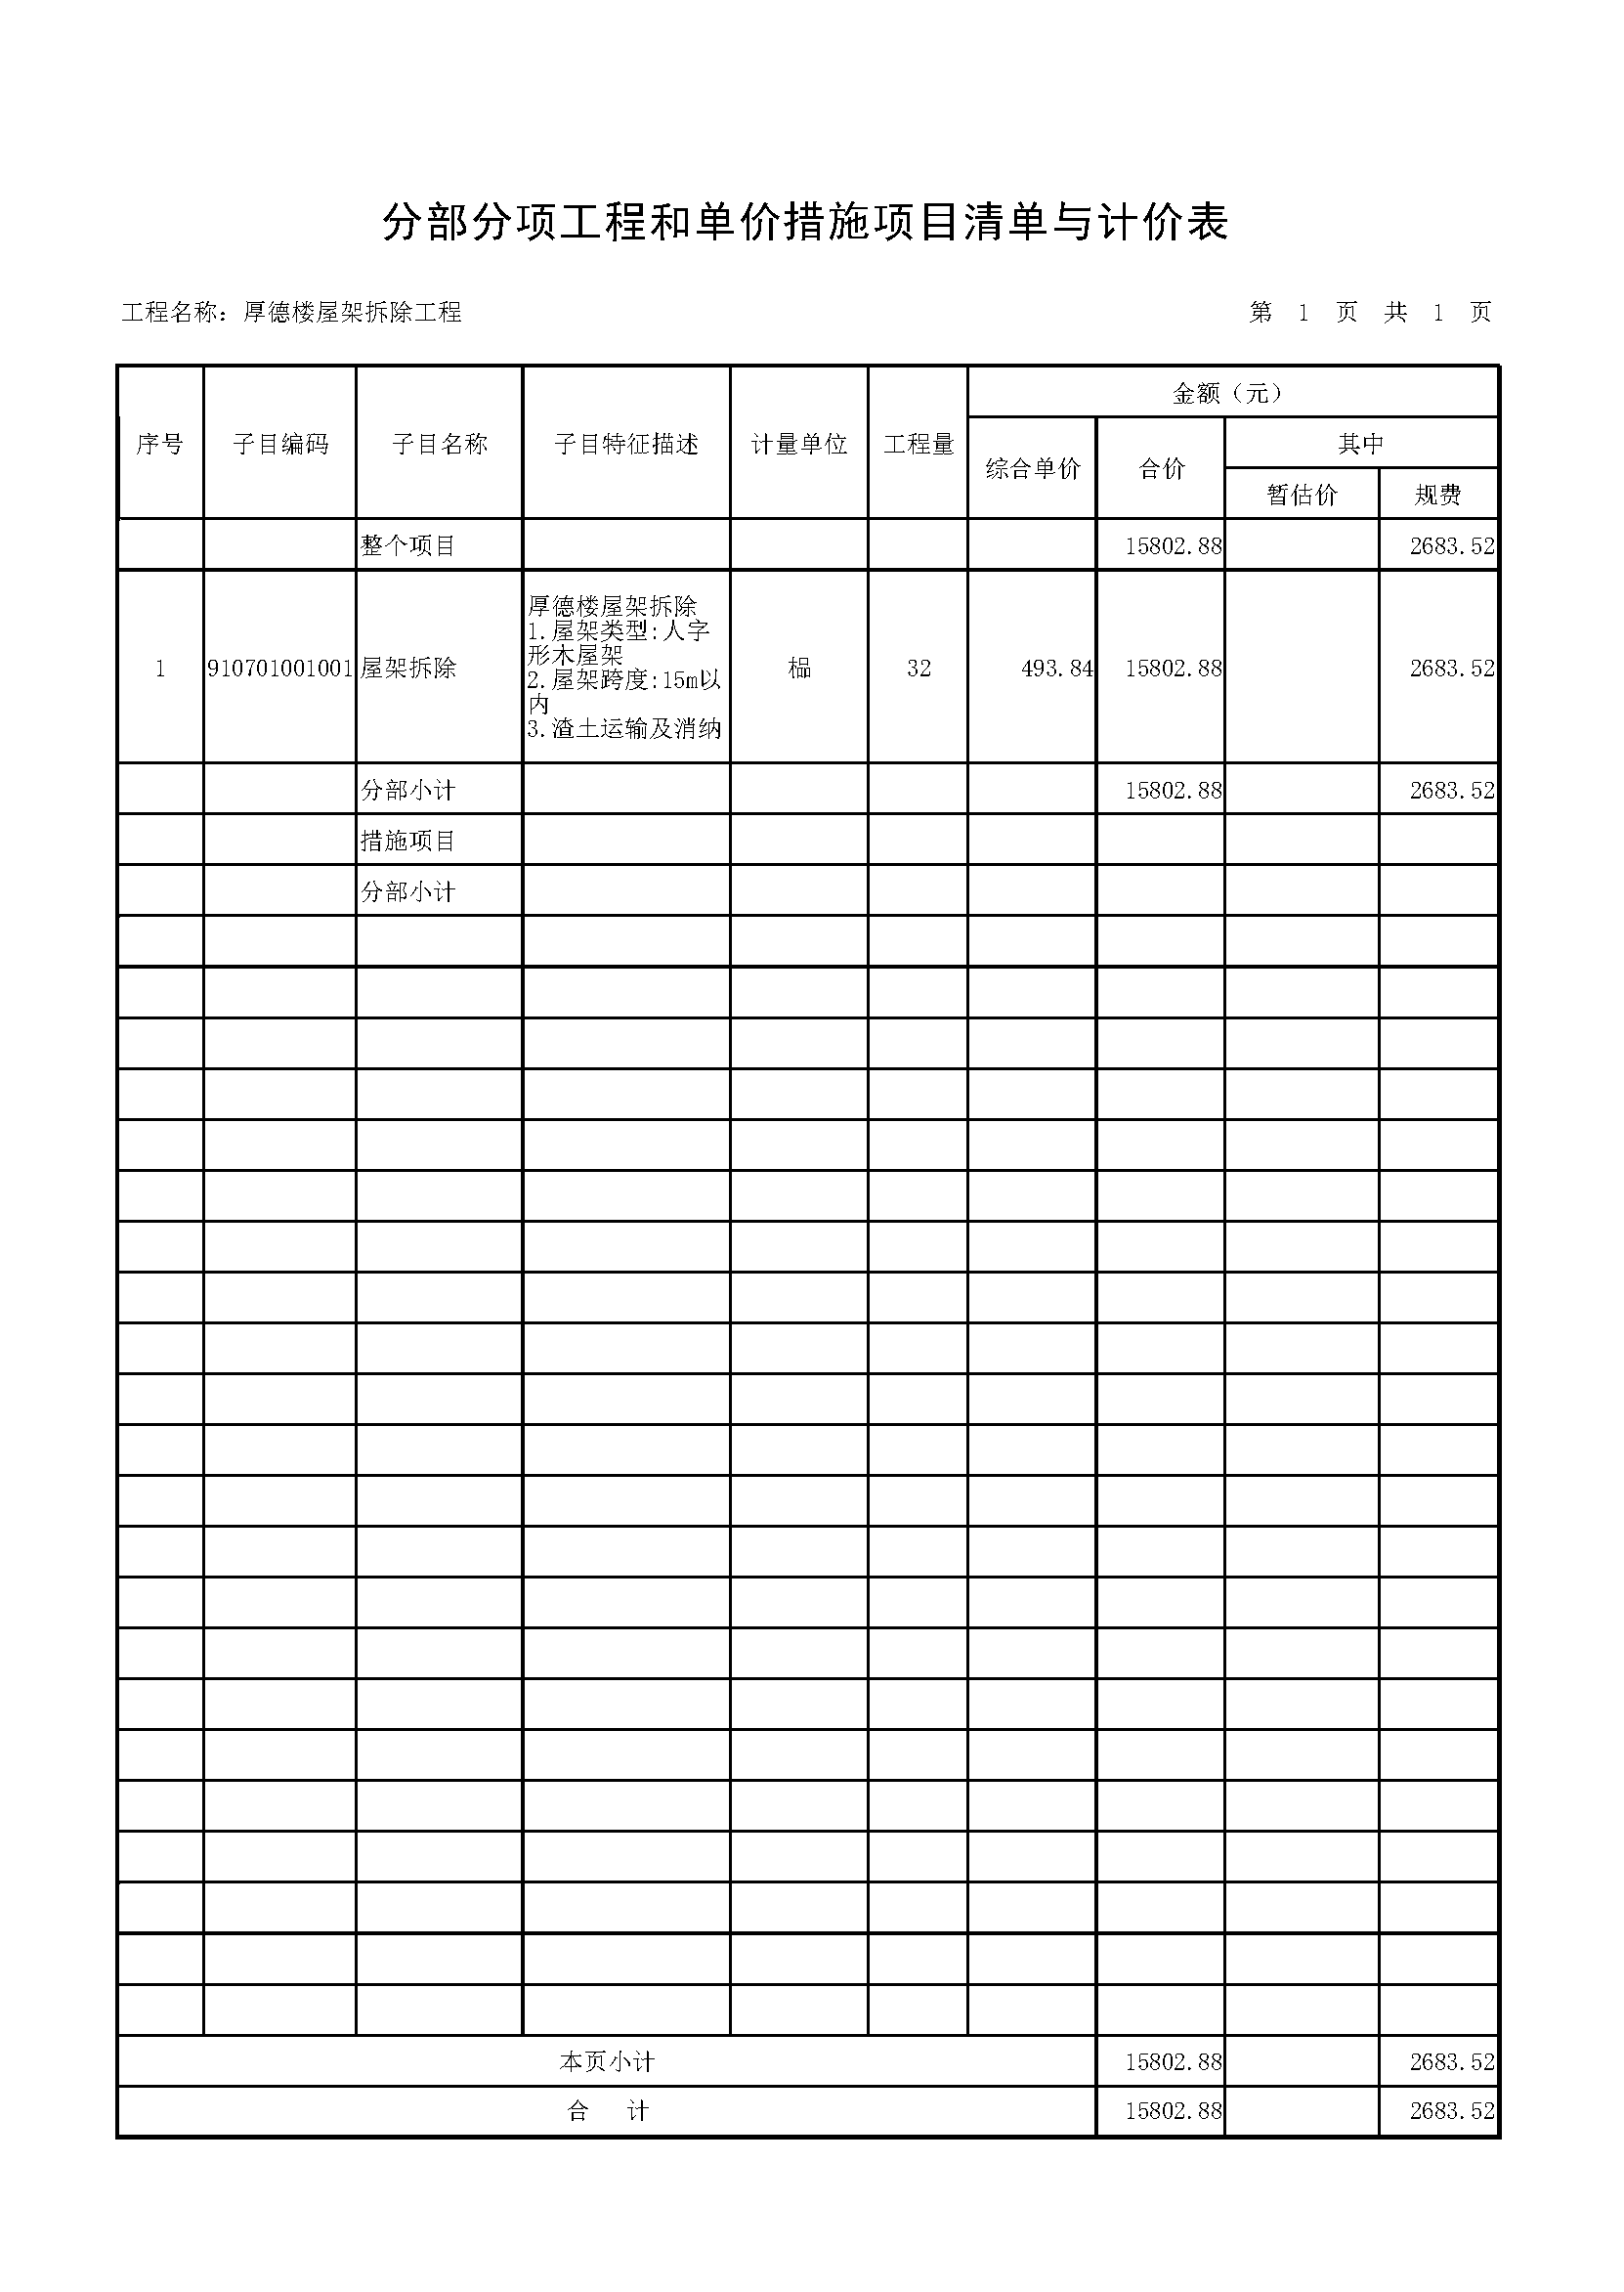 分部分项工程和单价措施项目清单与计价表
工程名称：厚德楼屋架拆除工程 第 1 页 共 1 页
金额（元）
序号 子目编码 子目名称 子目特征描述 计量单位 工程量 其中
综合单价 合价
暂估价 规费
整个项目 15802.88 2683.52
厚德楼屋架拆除
1.屋架类型:人字
形木屋架
1 910701001001 屋架拆除 榀 32 493.84 15802.88 2683.52
2.屋架跨度:15m以
内
3.渣土运输及消纳
分部小计 15802.88 2683.52
措施项目
分部小计
本页小计 15802.88 2683.52
合 计 15802.88 2683.52